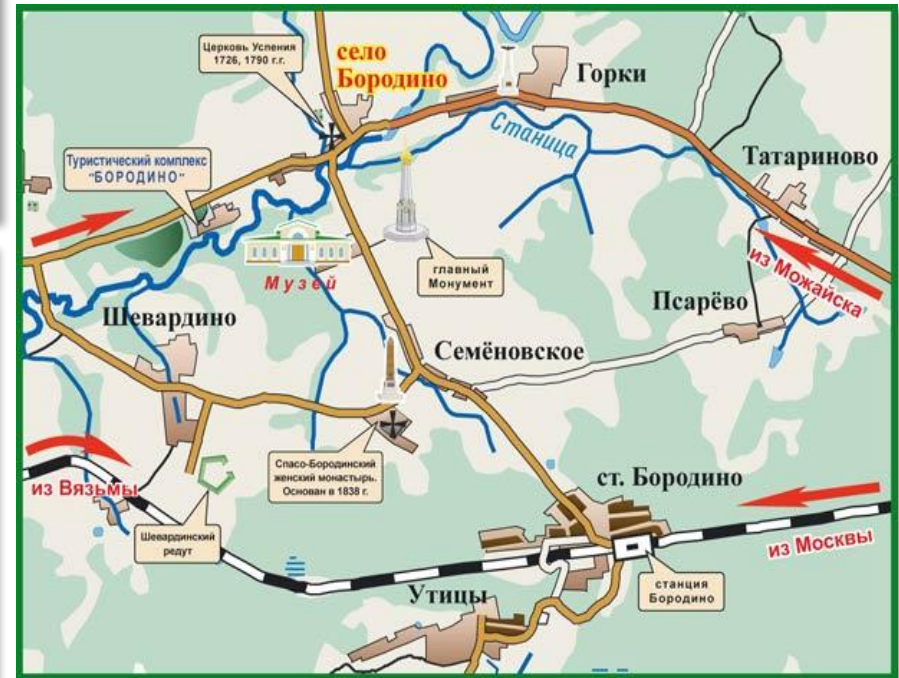 Церковь Успения
1726, 1790 г.г.
село
Бородино
Горки
Станица
Татариново
Туристический комплекс
"БОРОДИНО"
из Можайска
главный
Монумент
Музей
Псарёво
Шевардино
Семёновское
Спасо-Бородинский
женский монастырь.
Основан в 1838 г.
ст. Бородино
из Вязьмы
Шевардинский
редут
из Москвы
станция
Бородино
Утицы